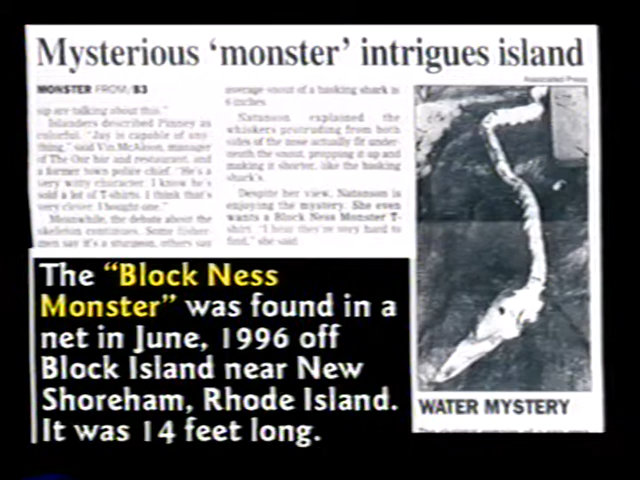 Mysterious 'monster' intrigues island
Associated Press
MONSTER FROM/B3
up are talking about this."
Islanders described Pinney as
colorful. "Jay is capable of any-
thing," said Vin McAloon, manager
of The Oar bar and restaurant, and
a former town police chief. "He's a
very witty character. I know he's
sold a lot of T-shirts. I think that's
very clever. I bought one."
Meanwhile, the debate about the
skeleton continues. Some fisher-
men say it's a sturgeon, others say
average snout of a basking shark is
6 inches.
Natanson explained the
whiskers protruding from both
sides of the nose actually fit under-
neath the snout, propping it up and
making it shorter, like the basking
shark's.
Despite her view, Natanson is
enjoying the mystery. She even
wants a Block Ness Monster T-
shirt. "I hear they're very hard to
find," she said.
The "Block Ness
Monster" was found in a
net in June, 1996 off
Block Island near New
Shoreham, Rhode Island.
It was 14 feet long.
WATER MYSTERY